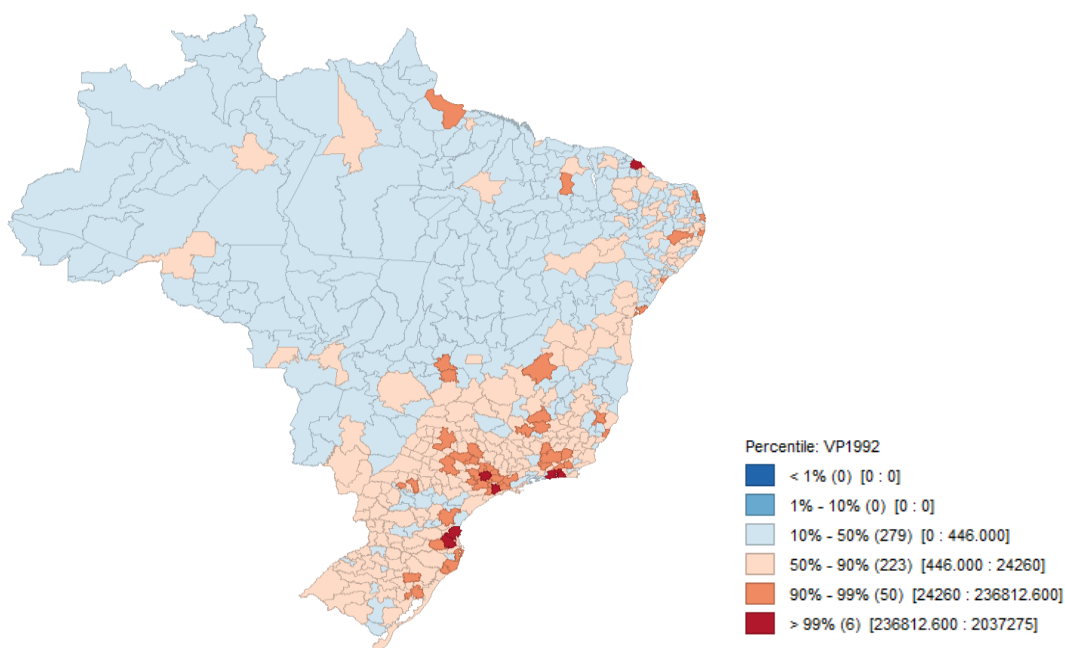 Percentile: VP1992
< 1% (0) [0 : 0]
1% - 10% (0) [0 : 0]
10% - 50% (279) [0 : 446.000]
50% - 90% (223) [446.000 : 24260]
90% - 99% (50) [24260 : 236812.600]
> 99% (6) [236812.600 : 2037275]